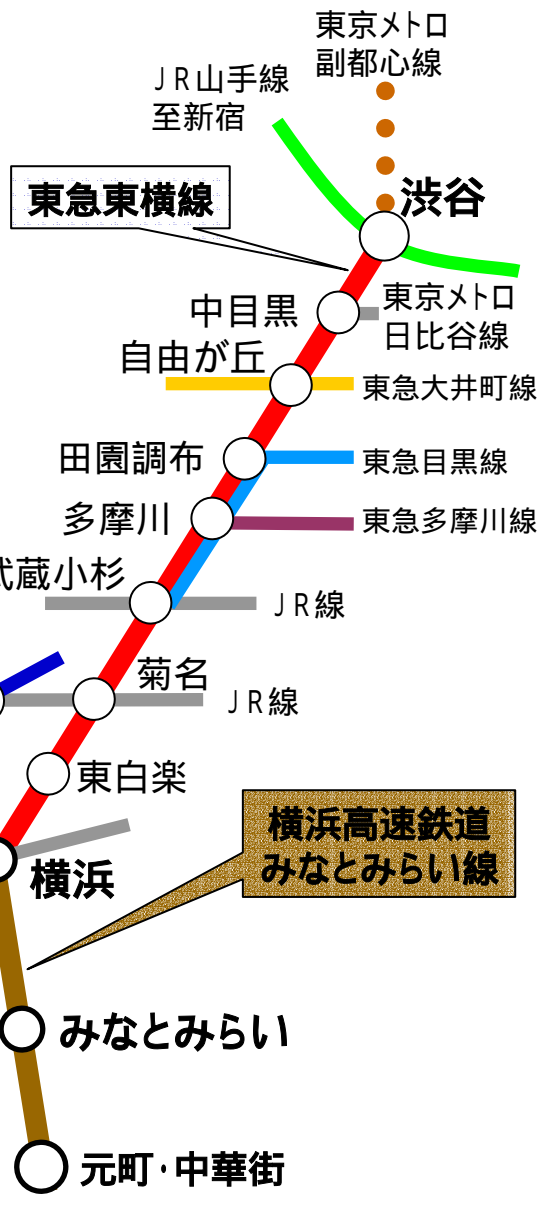 東京メトロ
副都心線
JR山手線
至新宿
東急東横線
渋谷
中目黒
東京メトロ
日比谷線
自由が丘
東急大井町線
田園調布
東急目黒線
多摩川
東急多摩川線
武蔵小杉
JR線
菊名
JR線
東白楽
横浜高速鉄道
みなとみらい線
横浜
みなとみらい
元町·中華街